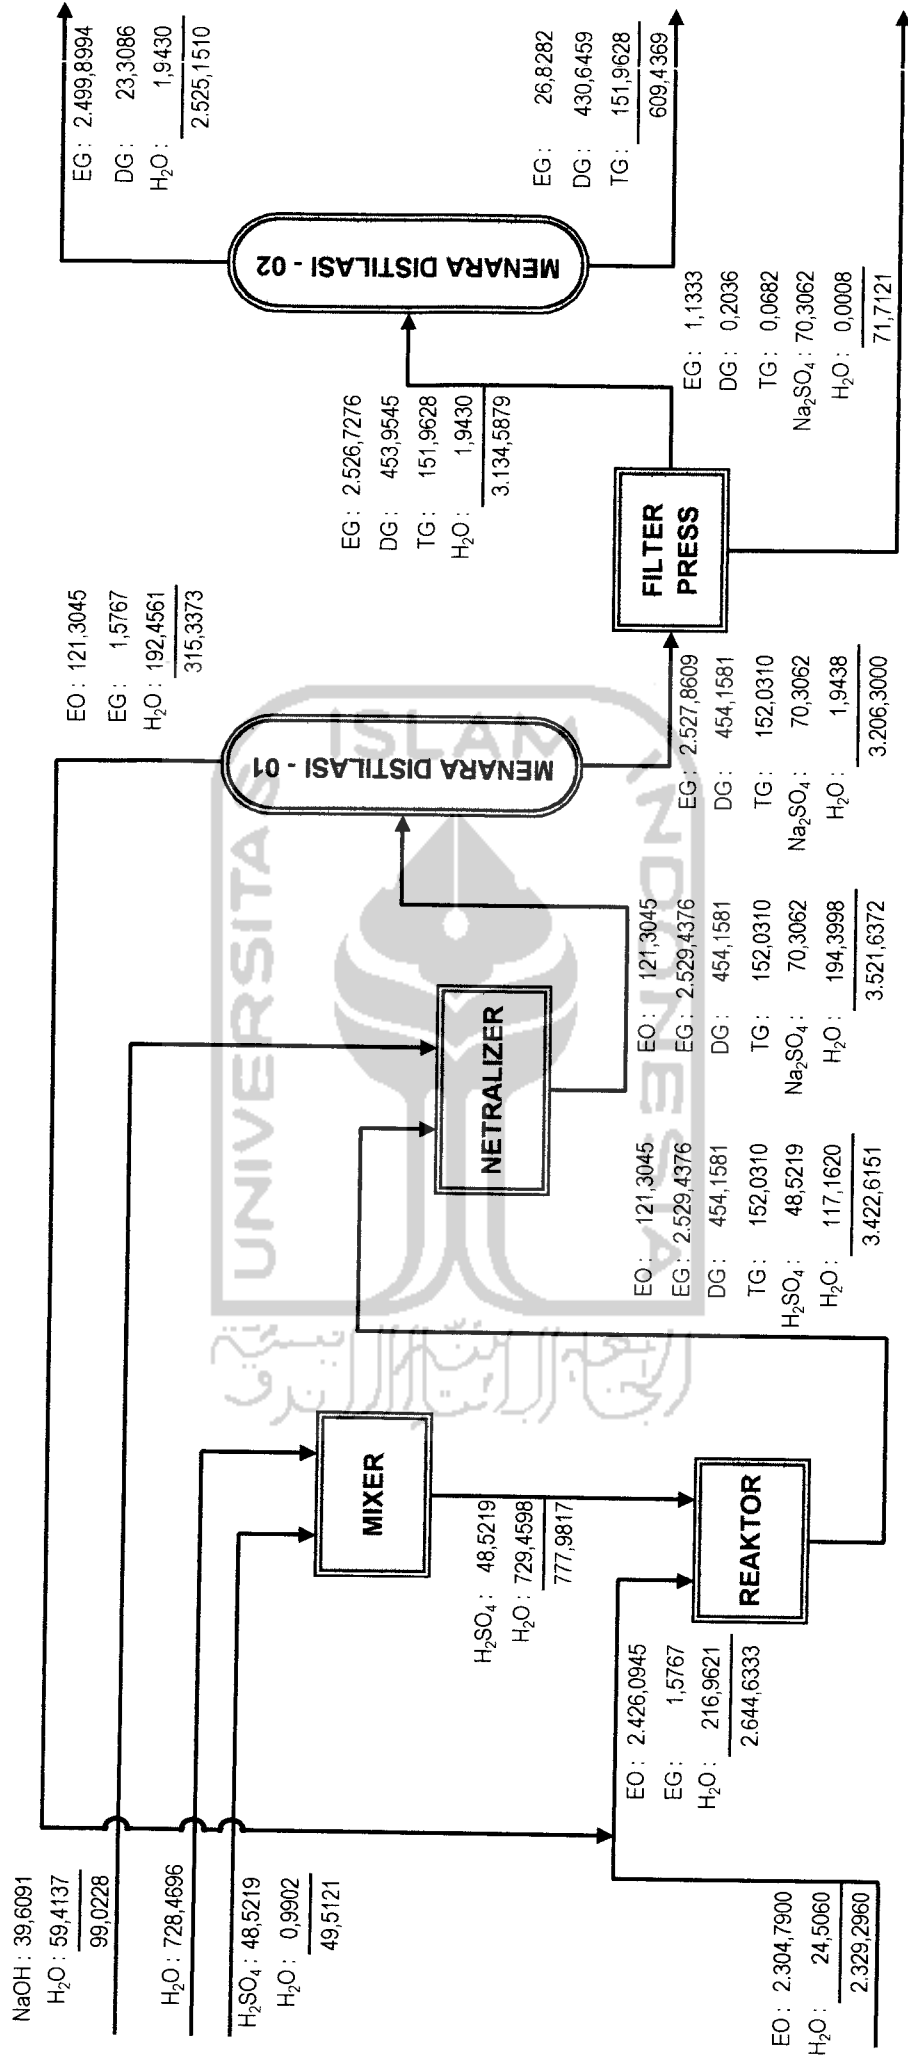 NaOH : 39,6091
H₂O : 59,4137
99,0228
H₂O : 728,4696
H₂SO₄ : 48,5219
H₂O : 0,9902
49,5121
EO : 2.304,7900
H₂O : 24,5060
2.329,2960
EO : 2.426,0945
EG : 1,5767
H₂O : 216,9621
2.644,6333
MIXER
H₂SO₄ : 48,5219
H₂O : 729,4598
777,9817
REAKTOR
EO : 121,3045
EG : 2.529,4376
DG : 454,1581
TG : 152,0310
H₂SO₄ : 48,5219
H₂O : 117,1620
3.422,6151
NETRALIZER
EO : 121,3045
EG : 2.529,4376
DG : 454,1581
TG : 152,0310
Na₂SO₄ : 70,3062
H₂O : 194,3998
3.521,6372
MENARA DISTILASI - 01
EO : 121,3045
EG : 1,5767
H₂O : 192,4561
315,3373
EG : 2.527,8609
DG : 454,1581
TG : 152,0310
Na₂SO₄ : 70,3062
H₂O : 1,9438
3.206,3000
FILTER
PRESS
EG : 2.526,7276
DG : 453,9545
TG : 151,9628
H₂O : 1,9430
3.134,5879
EG : 1,1333
DG : 0,2036
TG : 0,0682
Na₂SO₄ : 70,3062
H₂O : 0,0008
71,7121
MENARA DISTILASI - 02
EG : 2.499,8994
DG : 23,3086
H₂O : 1,9430
2.525,1510
EG : 26,8282
DG : 430,6459
TG : 151,9628
609,4369
UNIVERSITAS
ISLAM
INDONESIA